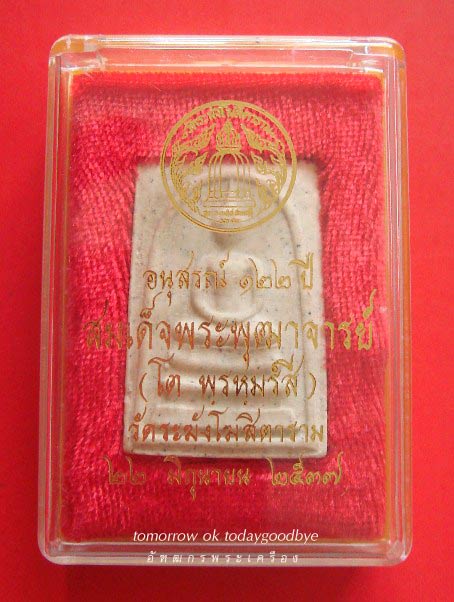 อนุสรณ์ ๑๒๒ ปี
สมเด็จพระพุฒาจารย์
(โต พรหมรํสี)
วัดระฆังโฆสิตาราม
๒๒ มิถุนายน ๒๕๓๗
tomorrow ok todaygoodbye
อัฑฒกรพระเครื่อง